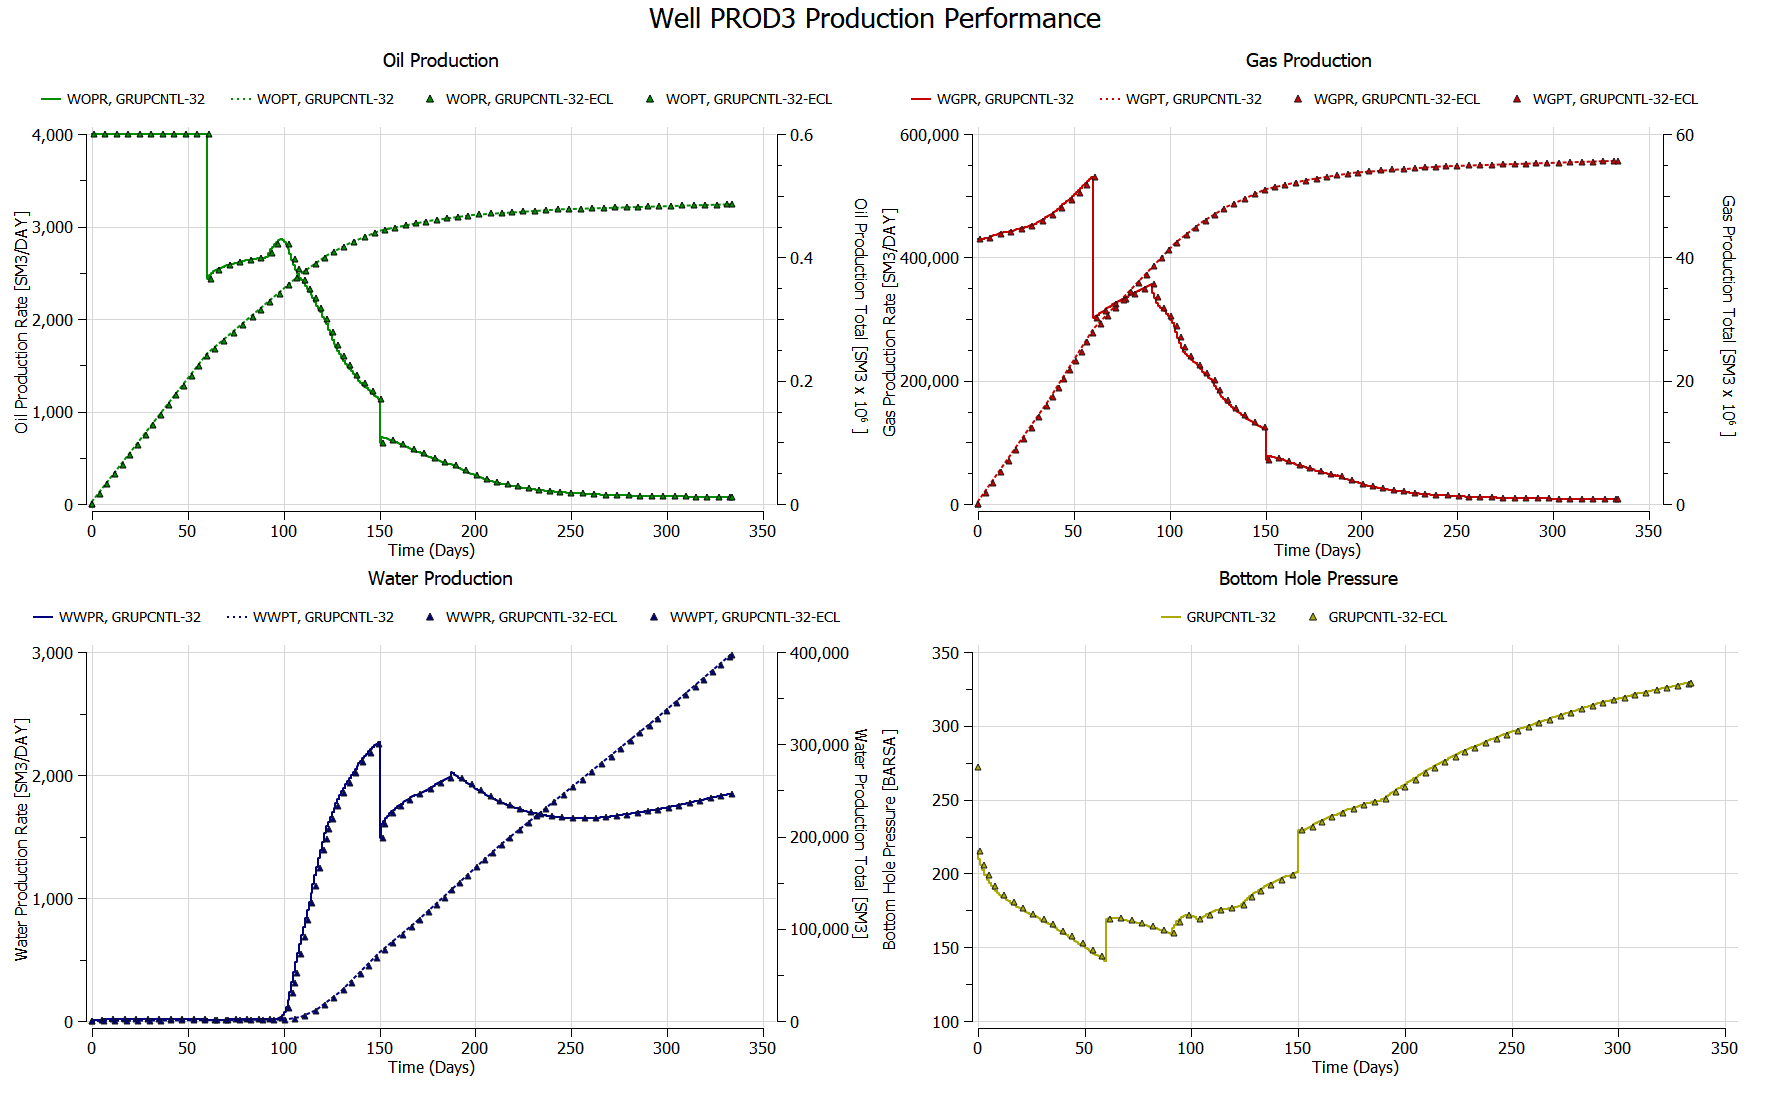 Well PROD3 Production Performance
Oil Production
WOPR, GRUPCNTL-32 WOPT, GRUPCNTL-32 WOPR, GRUPCNTL-32-ECL WOPT, GRUPCNTL-32-ECL
Oil Production Rate [SM3/DAY]
4,000
3,000
2,000
1,000
0
0.6
0.4
0.2
0
Oil Production Total [SM3 x 10⁶ ]
0 50 100 150 200 250 300 350
Time (Days)
Gas Production
WGPR, GRUPCNTL-32 WGPT, GRUPCNTL-32 WGPR, GRUPCNTL-32-ECL WGPT, GRUPCNTL-32-ECL
Gas Production Rate [SM3/DAY]
600,000
400,000
200,000
0
60
40
20
0
Gas Production Total [SM3 x 10⁶ ]
0 50 100 150 200 250 300 350
Time (Days)
Water Production
WWPR, GRUPCNTL-32 WWPT, GRUPCNTL-32 WWPR, GRUPCNTL-32-ECL WWPT, GRUPCNTL-32-ECL
Water Production Rate [SM3/DAY]
3,000
2,000
1,000
0
400,000
300,000
200,000
100,000
0
Water Production Total [SM3]
0 50 100 150 200 250 300 350
Time (Days)
Bottom Hole Pressure
GRUPCNTL-32 GRUPCNTL-32-ECL
Bottom Hole Pressure [BARSA]
350
300
250
200
150
100
0 50 100 150 200 250 300 350
Time (Days)